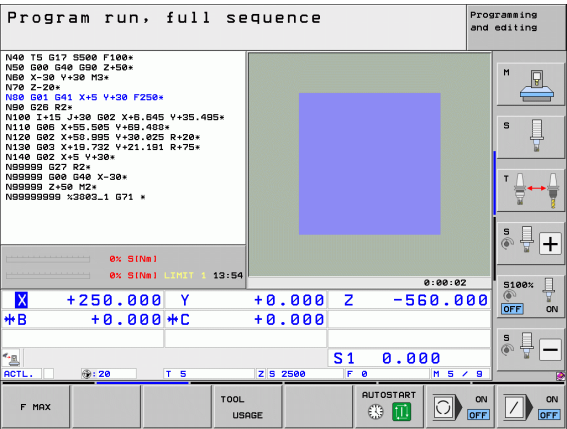 Program run, full sequence
Programming
and editing
N40 T5 G17 S500 F100*
N50 G00 G40 G90 Z+50*
N60 X-30 Y+30 M3*
N70 Z-20*
N80 G01 G41 X+5 Y+30 F250*
N90 G26 R2*
N100 I+15 J+30 G02 X+6.645 Y+35.495*
N110 G06 X+55.505 Y+69.488*
N120 G02 X+58.995 Y+30.025 R+20*
N130 G03 X+19.732 Y+21.191 R+75*
N140 G02 X+5 Y+30*
N99999 G27 R2*
N99999 G00 G40 X-30*
N99999 Z+50 M2*
N99999999 %3803_1 G71 *
0% S[Nm]
0% S[Nm] LIMIT 1 13:54
0:00:02
X +250.000 Y +0.000 Z -560.000
B +0.000 C +0.000
S1 0.000
ACTL. : 20 T 5 Z S 2500 F 0 M 5 / 9
M
S
T
S
+
S100%
OFF ON
S
−
F MAX
TOOL
USAGE
AUTOSTART
ON
OFF
ON
OFF